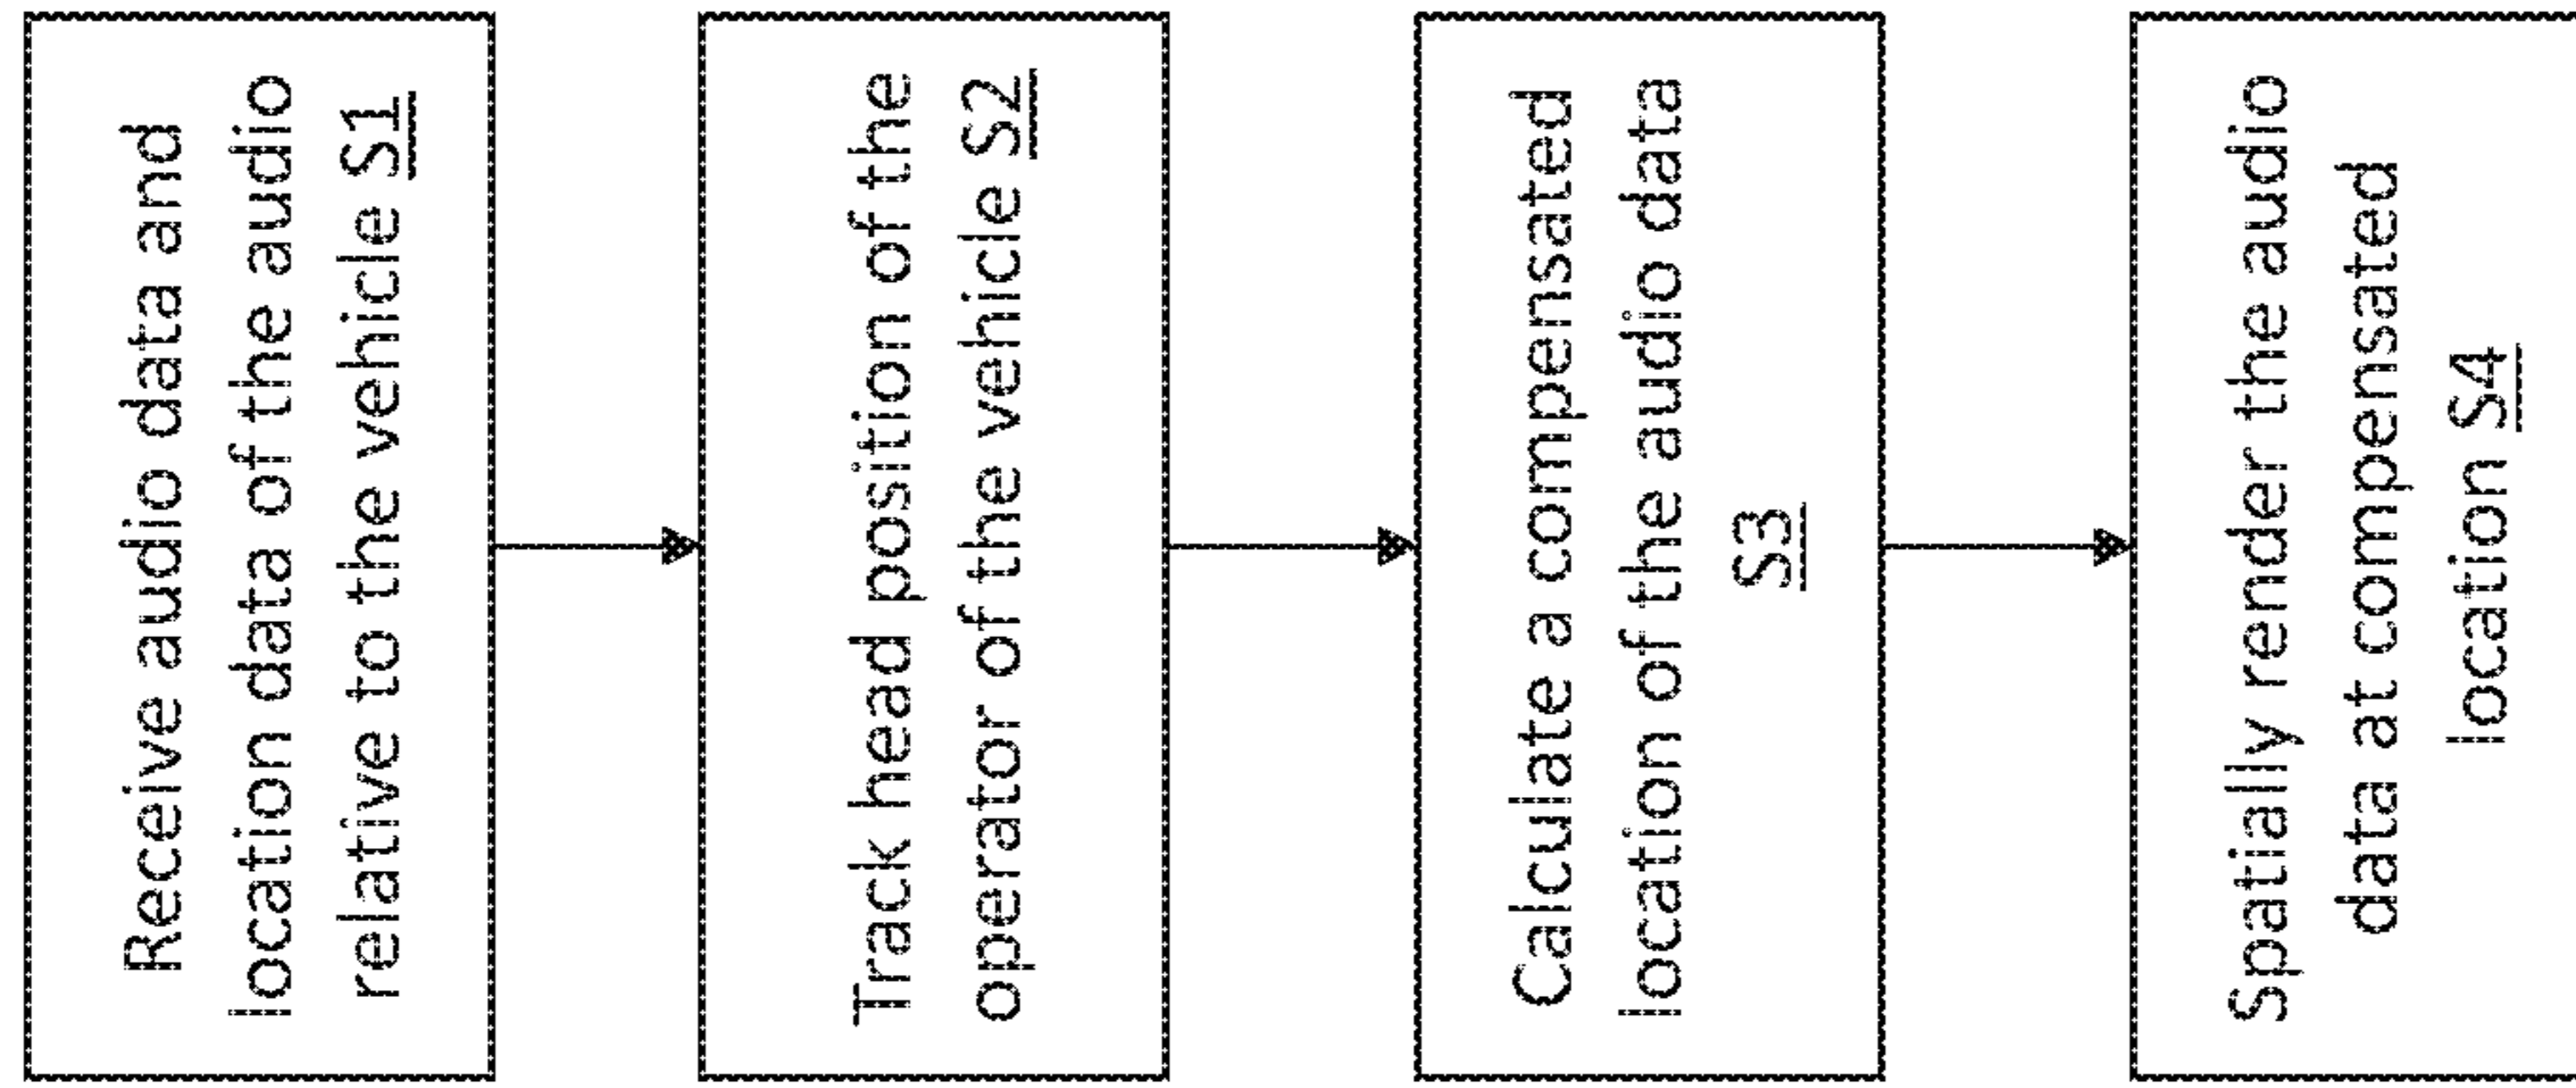 Receive audio data and
location data of the audio
relative to the vehicle S1
Track head position of the
operator of the vehicle S2
Calculate a compensated
location of the audio data
S3
Spatially render the audio
data at compensated
location S4